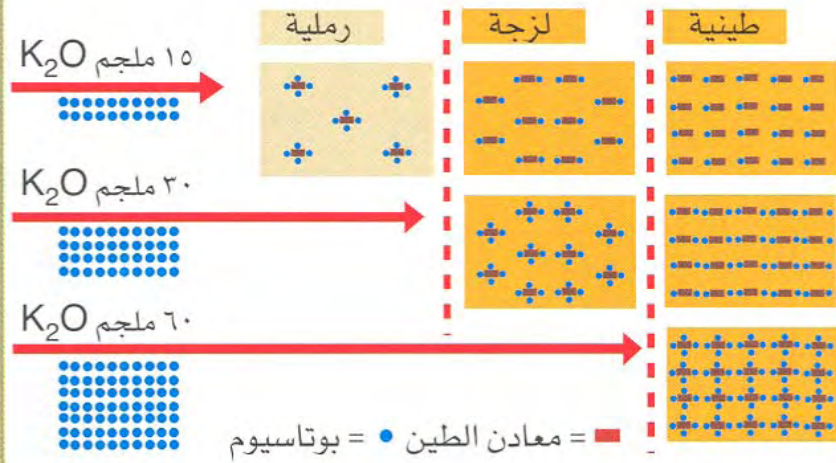 رملية
لزجة
طينية
١٥ ملجم K₂O
٣٠ ملجم K₂O
٦٠ ملجم K₂O
= معادن الطين = بوتاسيوم